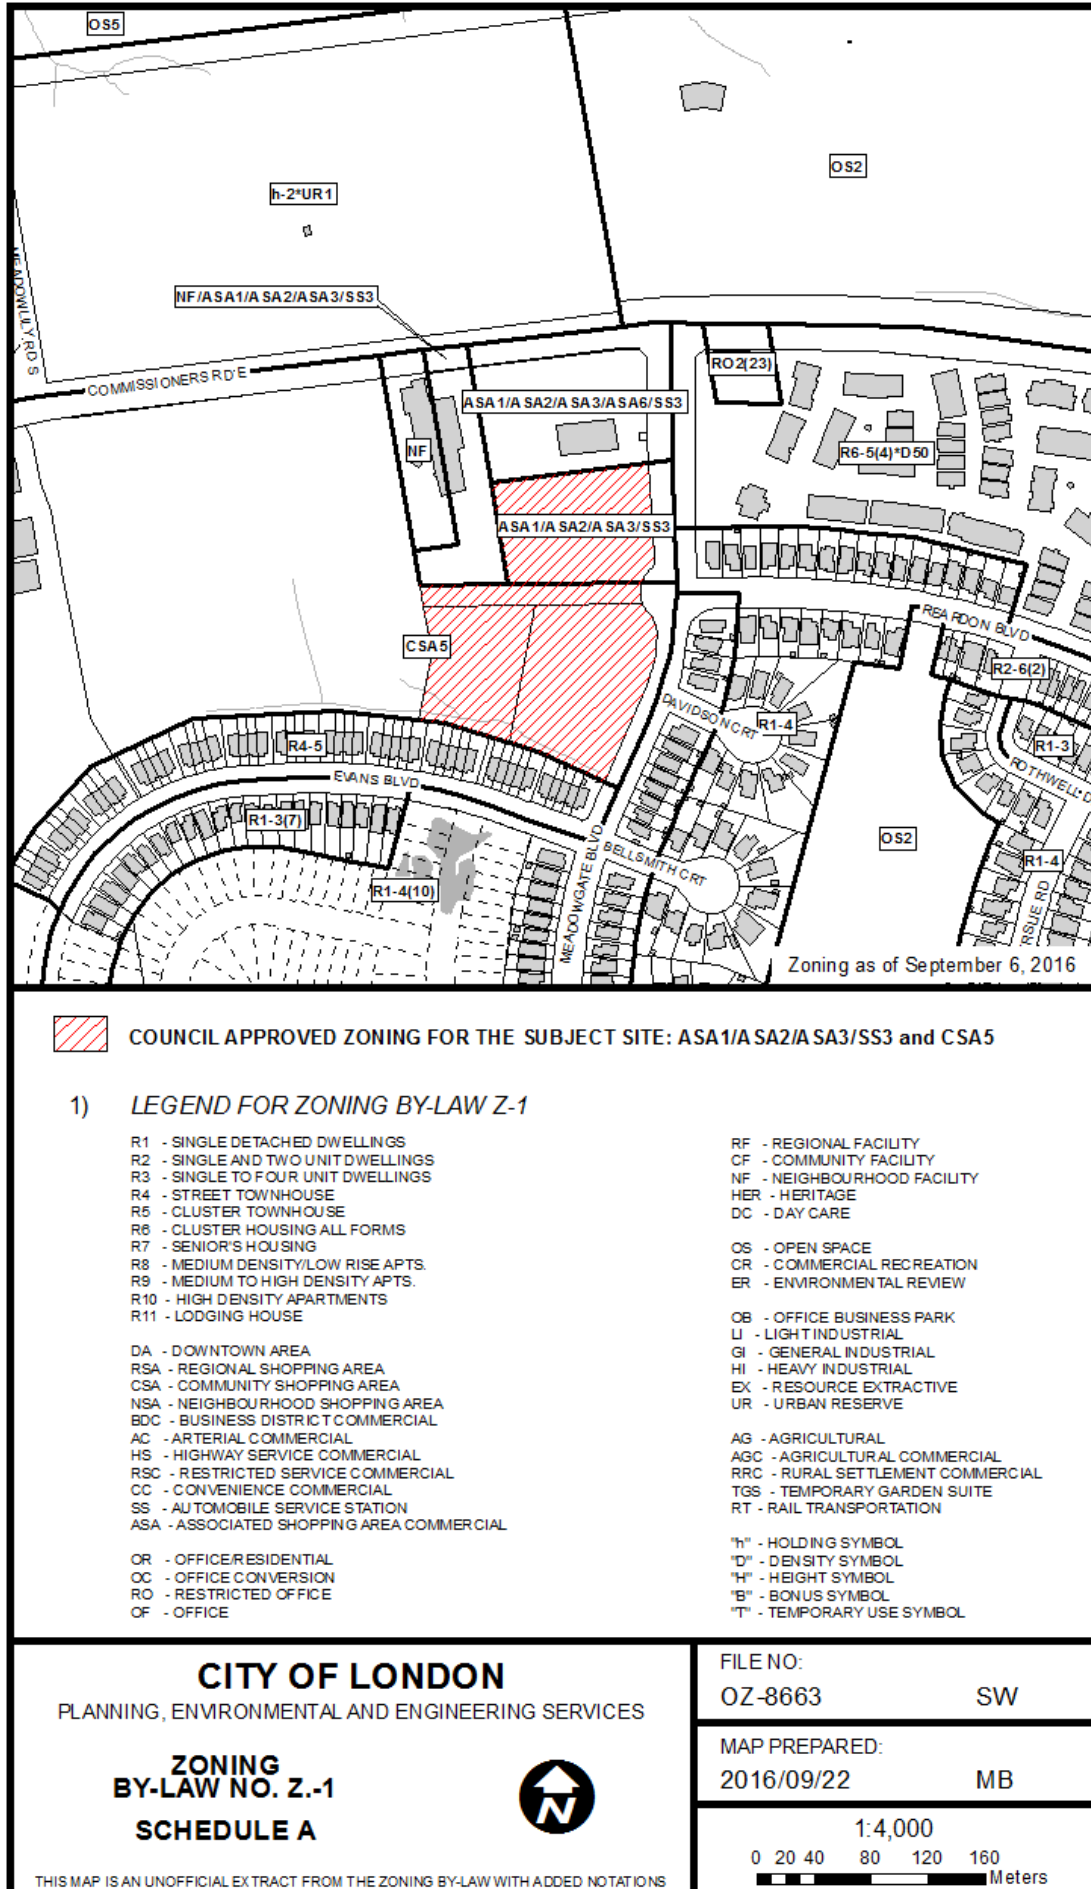 OS5
OS2
h-2*UR1
MEADOWLILY RD S
NF/ASA1/ASA2/ASA3/SS3
COMMISSIONERS RD E
RO2(23)
ASA1/ASA2/ASA3/ASA6/SS3
NF
R6-5(4)*D50
ASA1/ASA2/ASA3/SS3
REARDON BLVD
CSA5
R2-6(2)
DAVIDSON CRT
R1-4
R4-5
R1-3
EVANS BLVD
ROTHWELL
R1-3(7)
OS2
MEADOWGATE BLVD
BELLSMITH CRT
R1-4
R1-4(10)
RD
Zoning as of September 6, 2016
COUNCIL APPROVED ZONING FOR THE SUBJECT SITE: ASA1/ASA2/ASA3/SS3 and CSA5
1) LEGEND FOR ZONING BY-LAW Z-1
R1 - SINGLE DETACHED DWELLINGS
R2 - SINGLE AND TWO UNIT DWELLINGS
R3 - SINGLE TO FOUR UNIT DWELLINGS
R4 - STREET TOWNHOUSE
R5 - CLUSTER TOWNHOUSE
R6 - CLUSTER HOUSING ALL FORMS
R7 - SENIOR'S HOUSING
R8 - MEDIUM DENSITY/LOW RISE APTS.
R9 - MEDIUM TO HIGH DENSITY APTS.
R10 - HIGH DENSITY APARTMENTS
R11 - LODGING HOUSE
DA - DOWNTOWN AREA
RSA - REGIONAL SHOPPING AREA
CSA - COMMUNITY SHOPPING AREA
NSA - NEIGHBOURHOOD SHOPPING AREA
BDC - BUSINESS DISTRICT COMMERCIAL
AC - ARTERIAL COMMERCIAL
HS - HIGHWAY SERVICE COMMERCIAL
RSC - RESTRICTED SERVICE COMMERCIAL
CC - CONVENIENCE COMMERCIAL
SS - AUTOMOBILE SERVICE STATION
ASA - ASSOCIATED SHOPPING AREA COMMERCIAL
OR - OFFICE/RESIDENTIAL
OC - OFFICE CONVERSION
RO - RESTRICTED OFFICE
OF - OFFICE
RF - REGIONAL FACILITY
CF - COMMUNITY FACILITY
NF - NEIGHBOURHOOD FACILITY
HER - HERITAGE
DC - DAY CARE
OS - OPEN SPACE
CR - COMMERCIAL RECREATION
ER - ENVIRONMENTAL REVIEW
OB - OFFICE BUSINESS PARK
LI - LIGHT INDUSTRIAL
GI - GENERAL INDUSTRIAL
HI - HEAVY INDUSTRIAL
EX - RESOURCE EXTRACTIVE
UR - URBAN RESERVE
AG - AGRICULTURAL
AGC - AGRICULTURAL COMMERCIAL
RRC - RURAL SETTLEMENT COMMERCIAL
TGS - TEMPORARY GARDEN SUITE
RT - RAIL TRANSPORTATION
"h" - HOLDING SYMBOL
"D" - DENSITY SYMBOL
"H" - HEIGHT SYMBOL
"B" - BONUS SYMBOL
"T" - TEMPORARY USE SYMBOL
CITY OF LONDON
PLANNING, ENVIRONMENTAL AND ENGINEERING SERVICES
ZONING
BY-LAW NO. Z.-1
SCHEDULE A
N
THIS MAP IS AN UNOFFICIAL EXTRACT FROM THE ZONING BY-LAW WITH ADDED NOTATIONS
FILE NO:
OZ-8663 SW
MAP PREPARED:
2016/09/22 MB
1:4,000
0 20 40 80 120 160
Meters